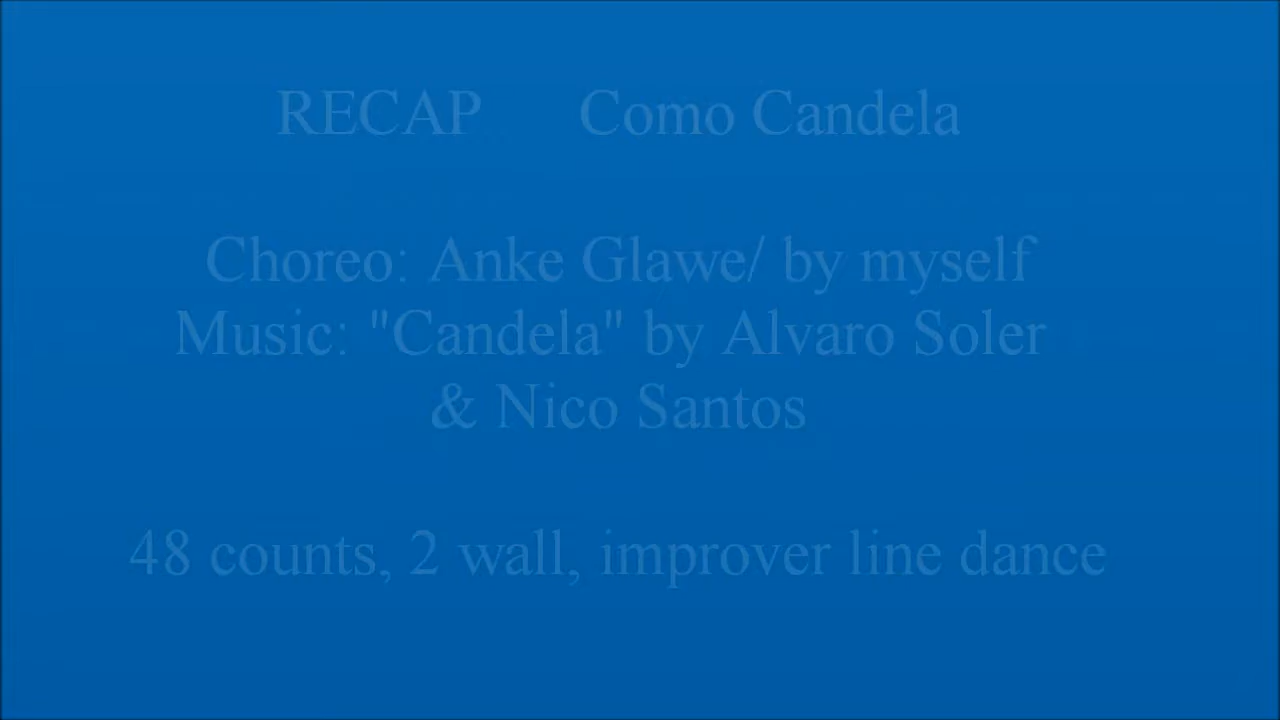 RECAP Como Candela
Choreo: Anke Glawe/ by myself
Music: "Candela" by Alvaro Soler
& Nico Santos
48 counts, 2 wall, improver line dance